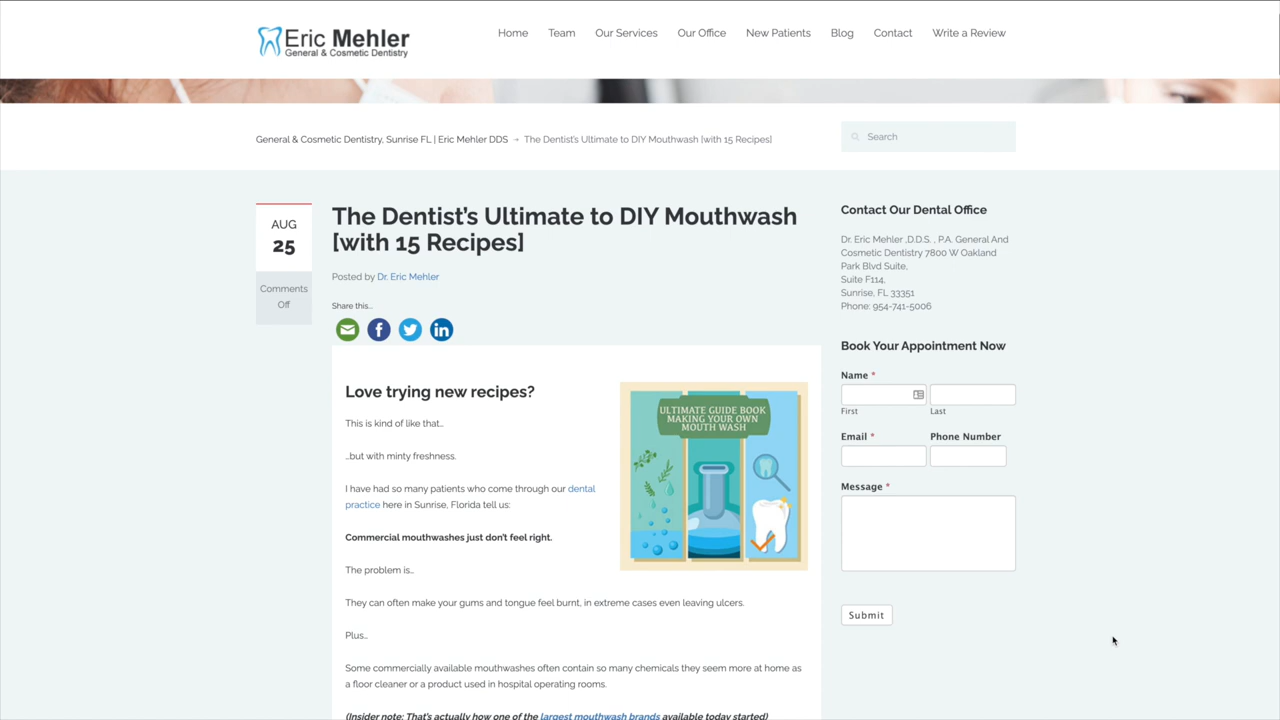 Eric Mehler
General & Cosmetic Dentistry
Home Team Our Services Our Office New Patients Blog Contact Write a Review
General & Cosmetic Dentistry, Sunrise FL | Eric Mehler DDS → The Dentist's Ultimate to DIY Mouthwash [with 15 Recipes]
Search
AUG
25
Comments
Off
The Dentist's Ultimate to DIY Mouthwash
[with 15 Recipes]
Posted by Dr. Eric Mehler
Share this...
Love trying new recipes?
This is kind of like that…
…but with minty freshness.
I have had so many patients who come through our dental
practice here in Sunrise, Florida tell us:
Commercial mouthwashes just don't feel right.
The problem is…
They can often make your gums and tongue feel burnt, in extreme cases even leaving ulcers.
Plus…
Some commercially available mouthwashes often contain so many chemicals they seem more at home as
a floor cleaner or a product used in hospital operating rooms.
(Insider note: That's actually how one of the largest mouthwash brands available today started)
ULTIMATE GUIDE BOOK
MAKING YOUR OWN
MOUTH WASH
Contact Our Dental Office
Dr. Eric Mehler ,D.D.S. , P.A. General And
Cosmetic Dentistry 7800 W Oakland
Park Blvd Suite,
Suite F114,
Sunrise, FL 33351
Phone: 954-741-5006
Book Your Appointment Now
Name *
First Last
Email * Phone Number
Message *
Submit